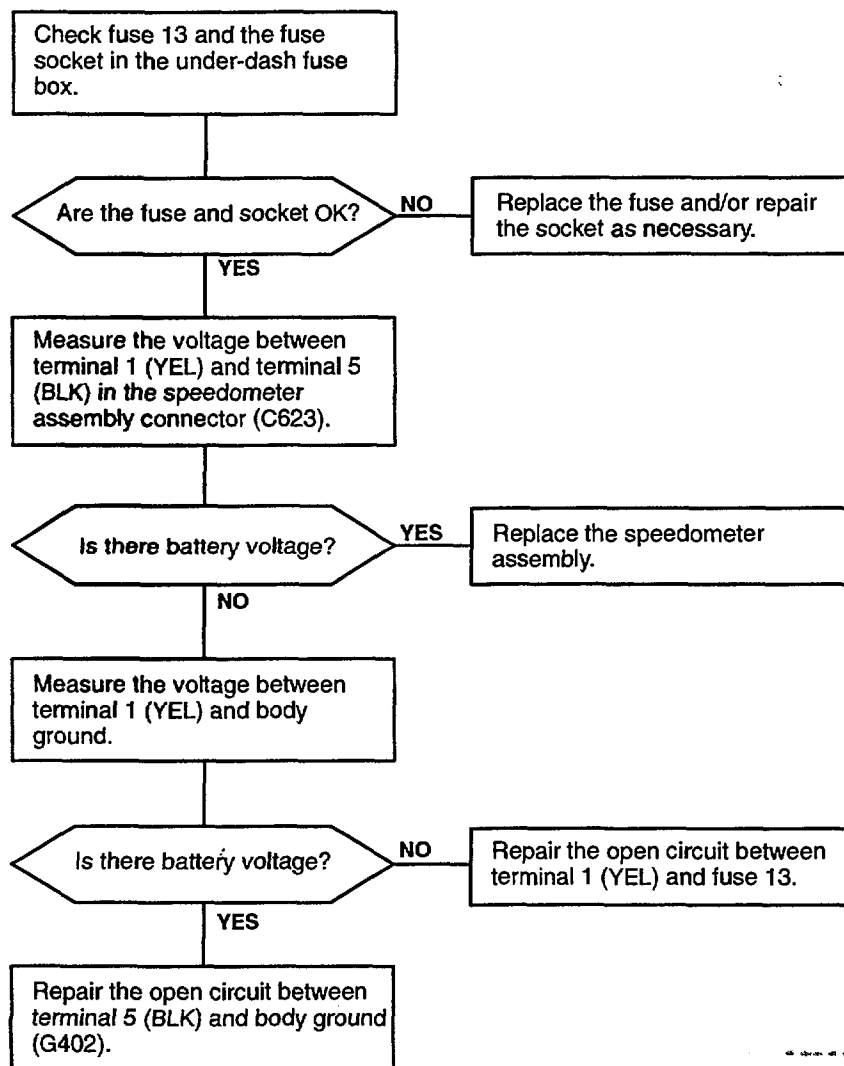 Check fuse 13 and the fuse
socket in the under-dash fuse
box.
Are the fuse and socket OK?
NO
Replace the fuse and/or repair
the socket as necessary.
YES
Measure the voltage between
terminal 1 (YEL) and terminal 5
(BLK) in the speedometer
assembly connector (C623).
Is there battery voltage?
YES
Replace the speedometer
assembly.
NO
Measure the voltage between
terminal 1 (YEL) and body
ground.
Is there battery voltage?
NO
Repair the open circuit between
terminal 1 (YEL) and fuse 13.
YES
Repair the open circuit between
terminal 5 (BLK) and body ground
(G402).